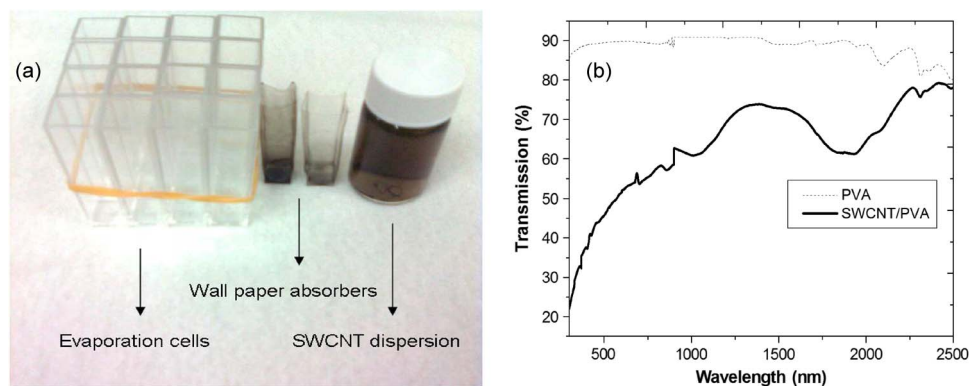 (a)
Wall paper absorbers
Evaporation cells
SWCNT dispersion
(b)
Transmission (%)
90
80
70
60
50
40
30
20
PVA
SWCNT/PVA
500
1000
1500
2000
2500
Wavelength (nm)